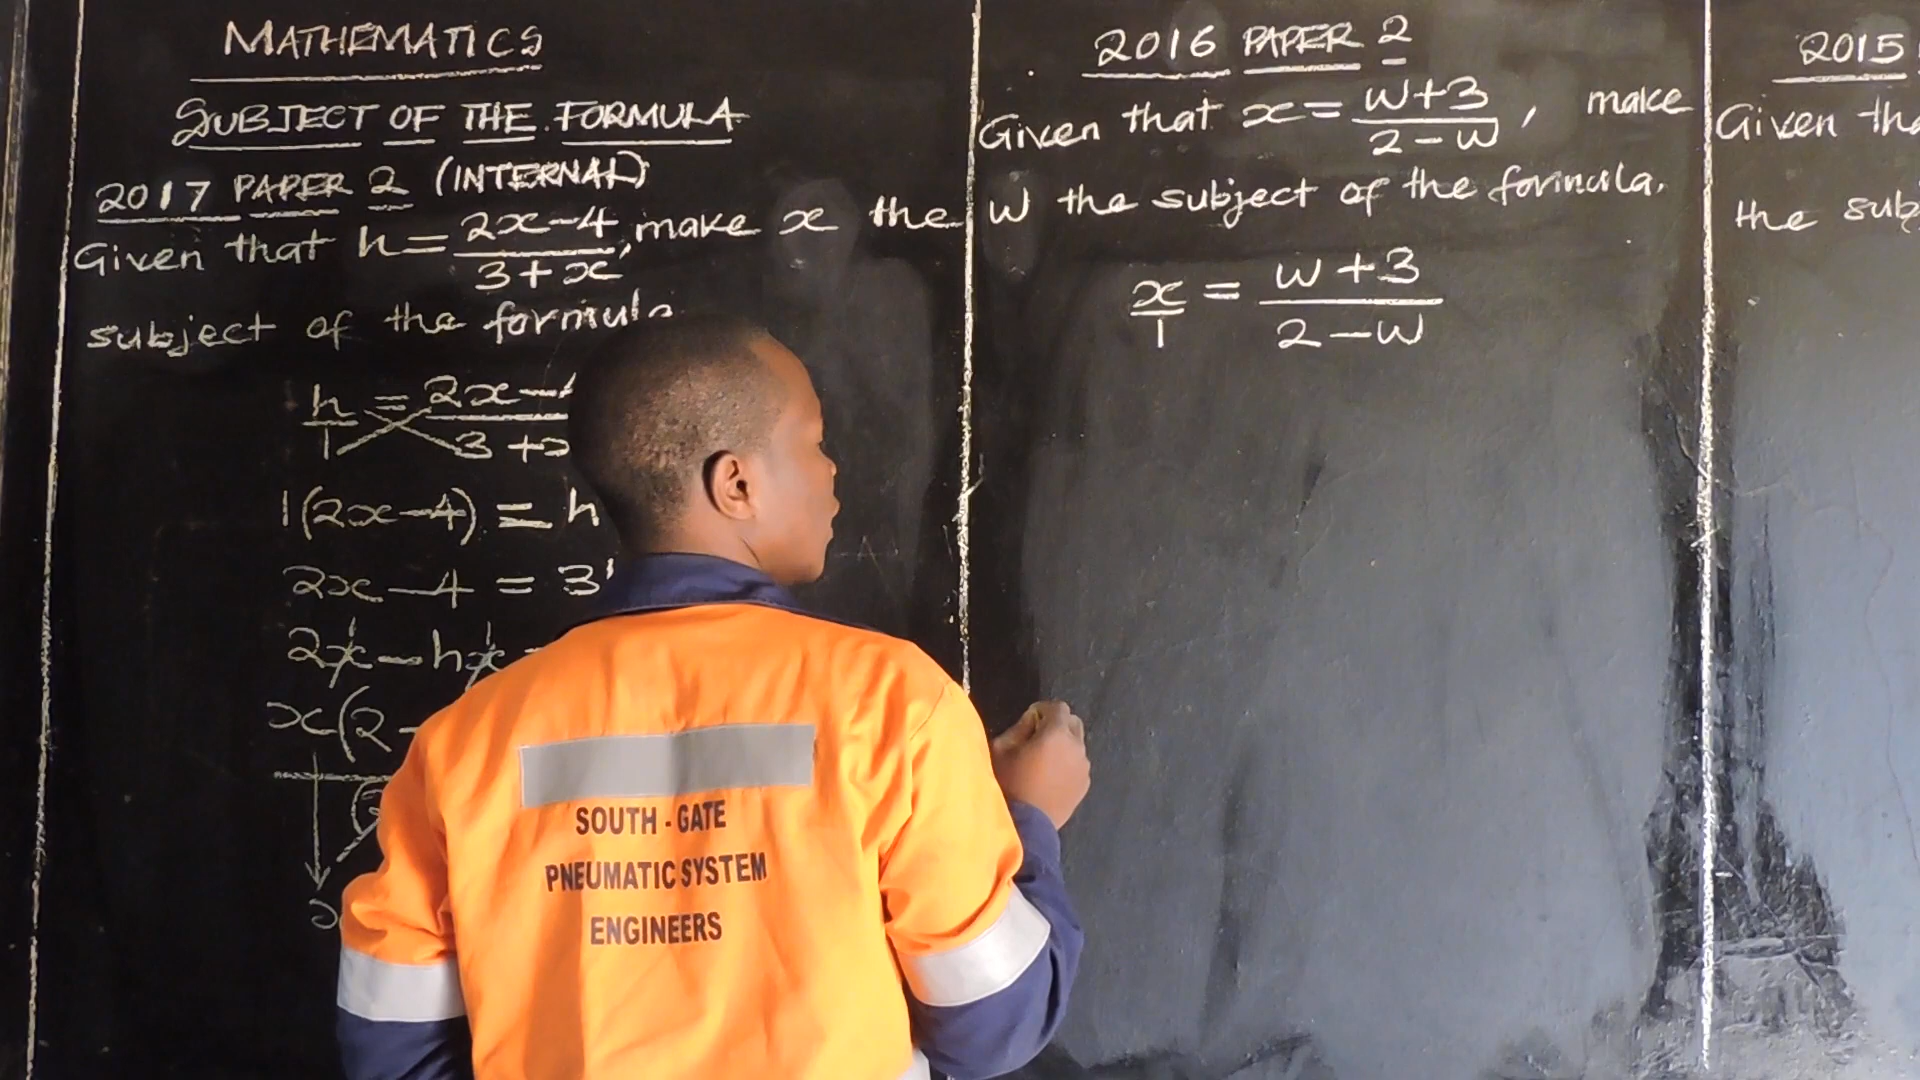 MATHEMATICS
SUBJECT OF THE FORMULA
2017 PAPER 2 (INTERNAL)
Given that h = 2x-4 / 3+x, make x the
subject of the formula
h/1 = 2x-4 / 3+x
1(2x-4) = h
2x - 4 = 3
2x - hx
x(2 -
2016 PAPER 2
Given that x = w+3 / 2-w, make
w the subject of the formula.
x/1 = w+3 / 2-w
2015
Given
the
SOUTH - GATE
PNEUMATIC SYSTEM
ENGINEERS